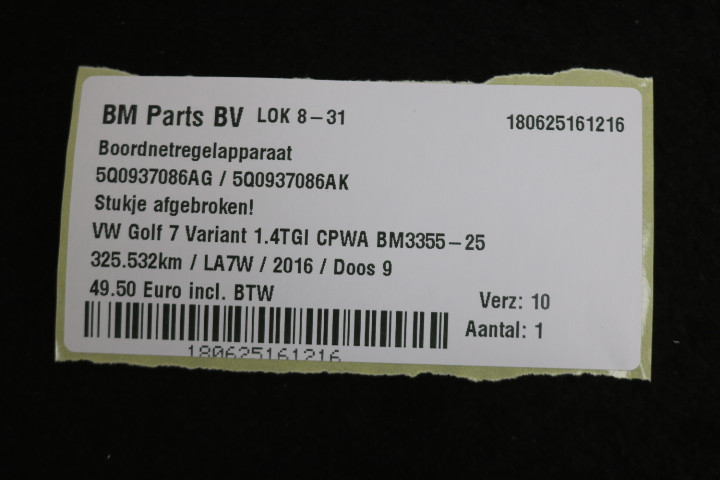 BM Parts BV LOK 8-31 180625161216
Boordnetregelapparaat
5Q0937086AG / 5Q0937086AK
Stukje afgebroken!
VW Golf 7 Variant 1.4TGI CPWA BM3355-25
325.532km / LA7W / 2016 / Doos 9
49.50 Euro incl. BTW Verz: 10
Aantal: 1
180625161216